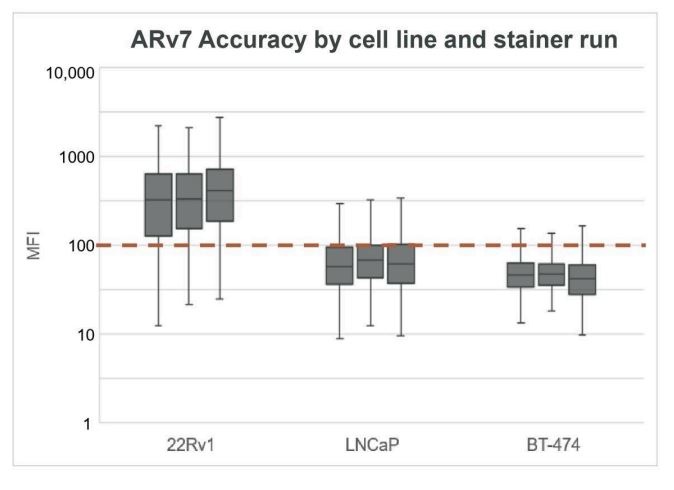 ARv7 Accuracy by cell line and stainer run
10,000
1000
100
10
1
MFI
22Rv1
LNCaP
BT-474